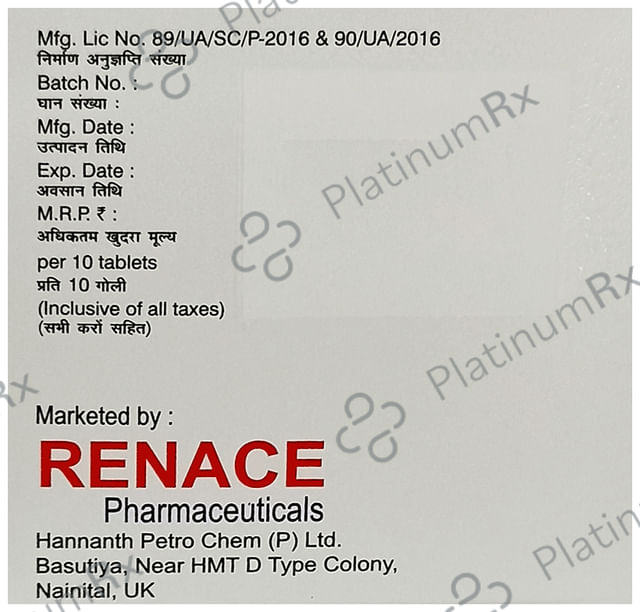 Mfg. Lic No. 89/UA/SC/P-2016 & 90/UA/2016
निर्माण अनुज्ञप्ति संख्या
Batch No. :
घान संख्या :
Mfg. Date :
उत्पादन तिथि
Exp. Date :
अवसान तिथि
M.R.P. ₹ :
अधिकतम खुदरा मूल्य
per 10 tablets
प्रति 10 गोली
(Inclusive of all taxes)
(सभी करों सहित)
PlatinumRx
PlatinumRx
Marketed by :
RENACE
Pharmaceuticals
Hannanth Petro Chem (P) Ltd.
Basutiya, Near HMT D Type Colony,
Nainital, UK
Platin